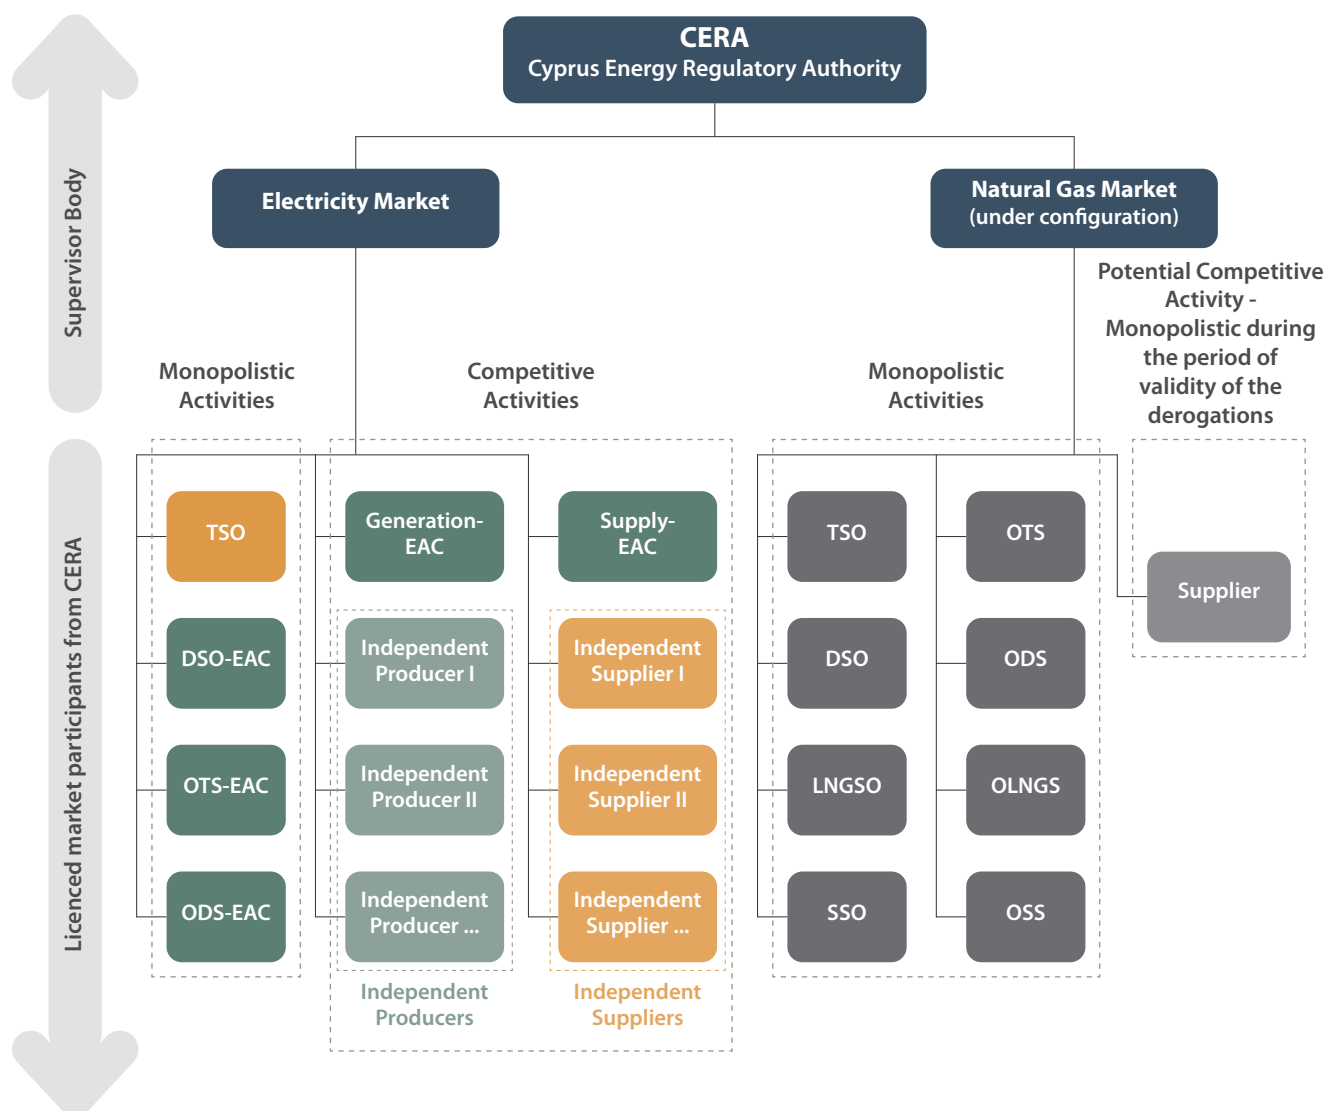 CERA
Cyprus Energy Regulatory Authority
Electricity Market
Natural Gas Market
(under configuration)
Supervisor Body
Potential Competitive
Activity -
Monopolistic during
the period of
validity of the
derogations
Monopolistic
Activities
Competitive
Activities
Monopolistic
Activities
Licenced market participants from CERA
TSO
Generation-
EAC
Supply-
EAC
TSO
OTS
Supplier
DSO-EAC
Independent
Producer I
Independent
Supplier I
DSO
ODS
OTS-EAC
Independent
Producer II
Independent
Supplier II
LNGSO
OLNGS
ODS-EAC
Independent
Producer ...
Independent
Supplier ...
SSO
OSS
Independent
Producers
Independent
Suppliers